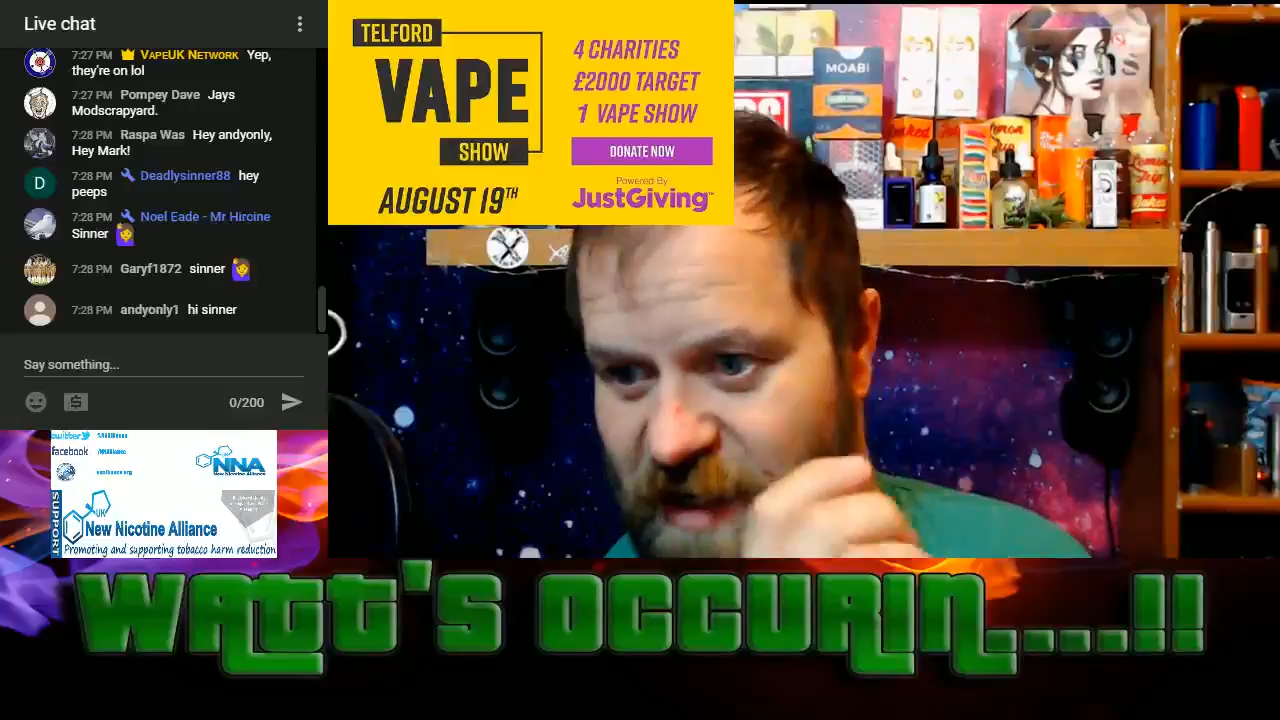 Live chat
7:27 PM VapeUK Network Yep,
they're on lol
7:27 PM Pompey Dave Jays
Modscrapyard.
7:28 PM Raspa Was Hey andyonly,
Hey Mark!
D
7:28 PM Deadlysinner88 hey
peeps
7:28 PM Noel Eade - Mr Hircine
Sinner
7:28 PM Garyf1872 sinner
7:28 PM andyonly1 hi sinner
Say something...
0/200
TELFORD
VAPE
SHOW
AUGUST 19TH
4 CHARITIES
£2000 TARGET
1 VAPE SHOW
DONATE NOW
Powered By
JustGiving™
MOABI
twitter
facebook
NNA
New Nicotine Alliance
SUPPORT
UK
New Nicotine Alliance
Promoting and supporting tobacco harm reduction
WATT'S OCCURIN....!!